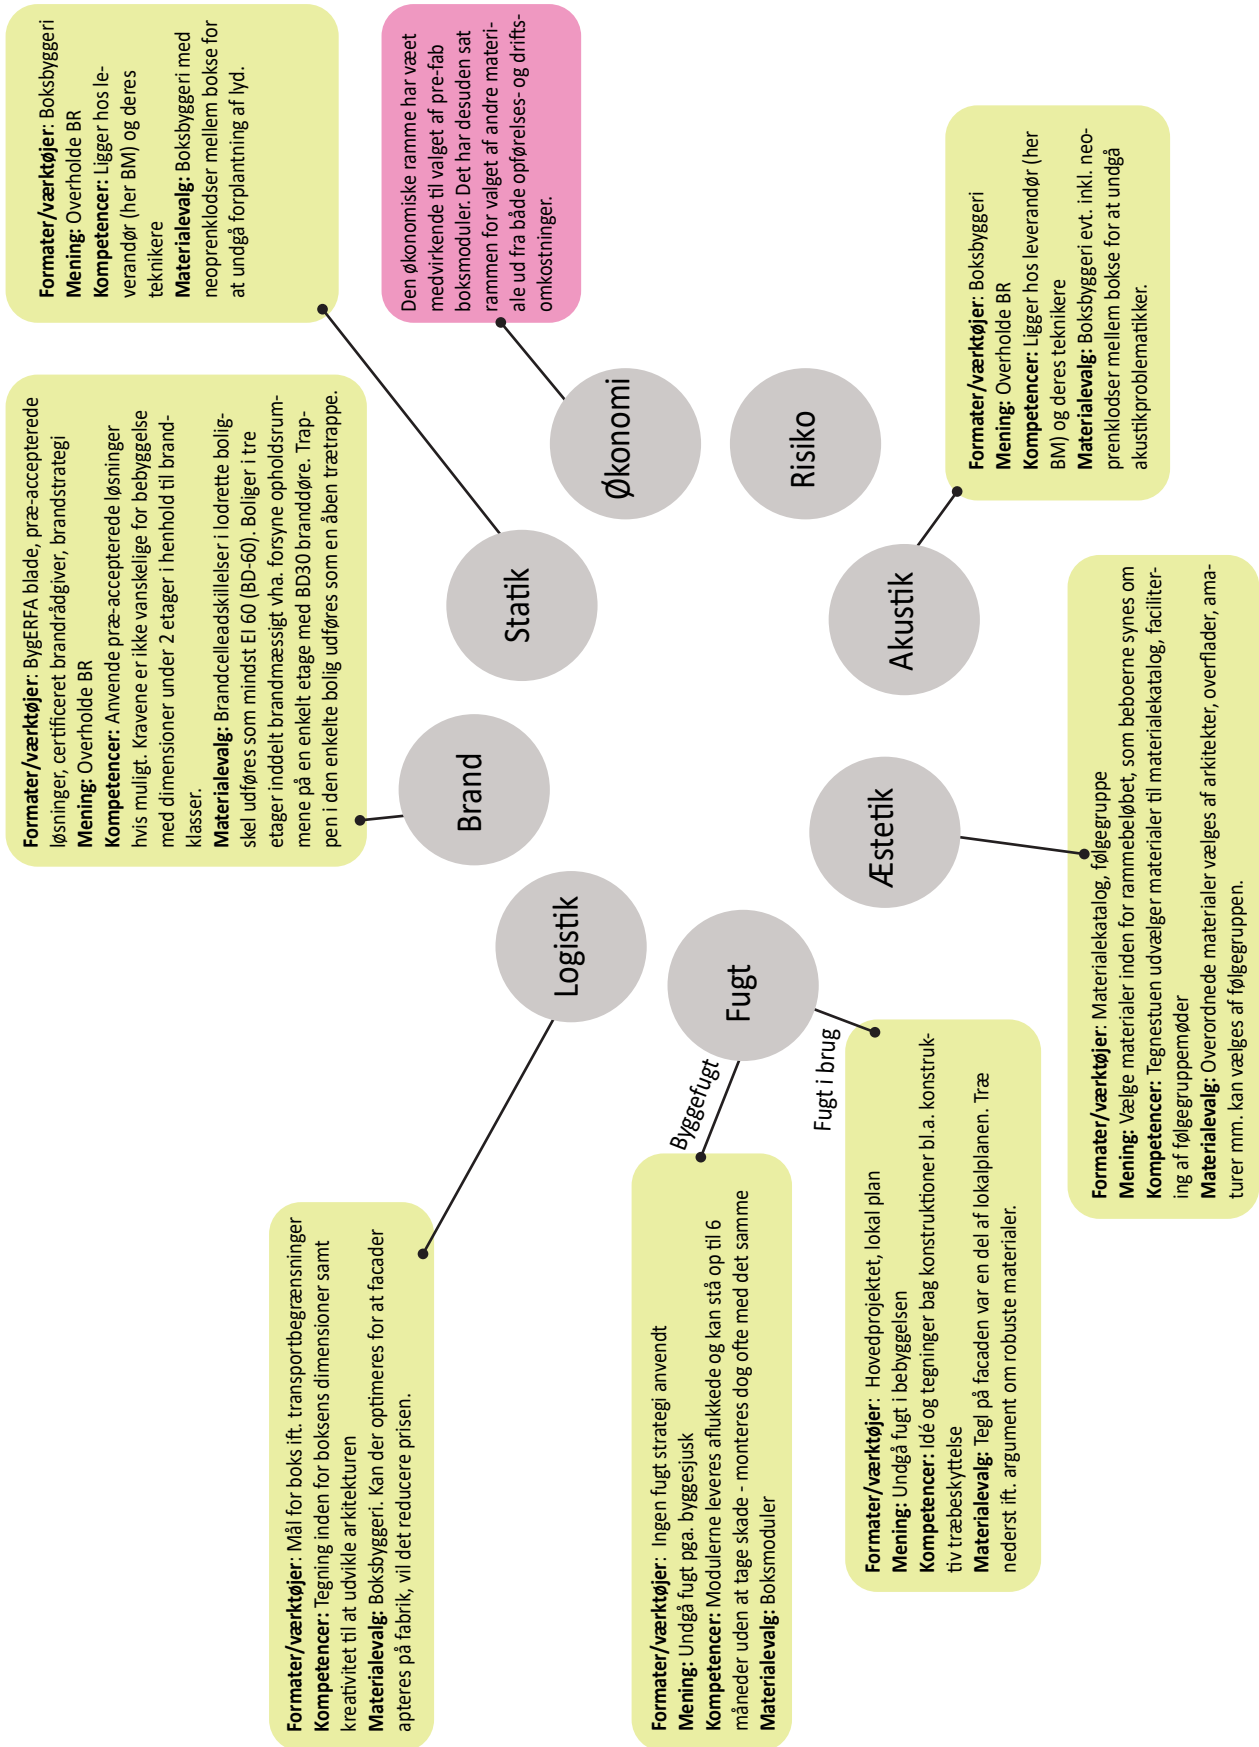 Formater/værktøjer: Mål for boks ift. transportbegrænsninger
Kompetencer: Tegning inden for boksens dimensioner samt
kreativitet til at udvikle arkitekturen
Materialevalg: Boksbyggeri. Kan der optimeres for at facader
apteres på fabrik, vil det reducere prisen.
Formater/værktøjer: BygERFA blade, præ-accepterede
løsninger, certificeret brandrådgiver, brandstrategi
Mening: Overholde BR
Kompetencer: Anvende præ-accepterede løsninger
hvis muligt. Kravene er ikke vanskelige for bebyggelse
med dimensioner under 2 etager i henhold til brand-
klasser.
Materialevalg: Brandcelleadskillelser i lodrette bolig-
skel udføres som mindst EI 60 (BD-60). Boliger i tre
etager inddelt brandmæssigt vha. forsyne opholdsrum-
mene på en enkelt etage med BD30 branddøre. Trap-
pen i den enkelte bolig udføres som en åben trætrappe.
Formater/værktøjer: Boksbyggeri
Mening: Overholde BR
Kompetencer: Ligger hos le-
verandør (her BM) og deres
teknikere
Materialevalg: Boksbyggeri med
neoprenklodser mellem bokse for
at undgå forplantning af lyd.
Den økonomiske ramme har væet
medvirkende til valget af pre-fab
boksmoduler. Det har desuden sat
rammen for valget af andre materi-
ale ud fra både opførelses- og drifts-
omkostninger.
Logistik
Brand
Statik
Økonomi
Risiko
Akustik
Æstetik
Fugt
Byggefugt
Fugt i brug
Formater/værktøjer: Ingen fugt strategi anvendt
Mening: Undgå fugt pga. byggesjusk
Kompetencer: Modulerne leveres aflukkede og kan stå op til 6
måneder uden at tage skade - monteres dog ofte med det samme
Materialevalg: Boksmoduler
Formater/værktøjer: Hovedprojektet, lokal plan
Mening: Undgå fugt i bebyggelsen
Kompetencer: Idé og tegninger bag konstruktioner bl.a. konstruk-
tiv træbeskyttelse
Materialevalg: Tegl på facaden var en del af lokalplanen. Træ
nederst ift. argument om robuste materialer.
Formater/værktøjer: Materialekatalog, følgegruppe
Mening: Vælge materialer inden for rammebeløbet, som beboerne synes om
Kompetencer: Tegnestuen udvælger materialer til materialekatalog, faciliter-
ing af følgegruppemøder
Materialevalg: Overordnede materialer vælges af arkitekter, overflader, ama-
turer mm. kan vælges af følgegruppen.
Formater/værktøjer: Boksbyggeri
Mening: Overholde BR
Kompetencer: Ligger hos leverandør (her
BM) og deres teknikere
Materialevalg: Boksbyggeri evt. inkl. neo-
prenklodser mellem bokse for at undgå
akustikproblematikker.